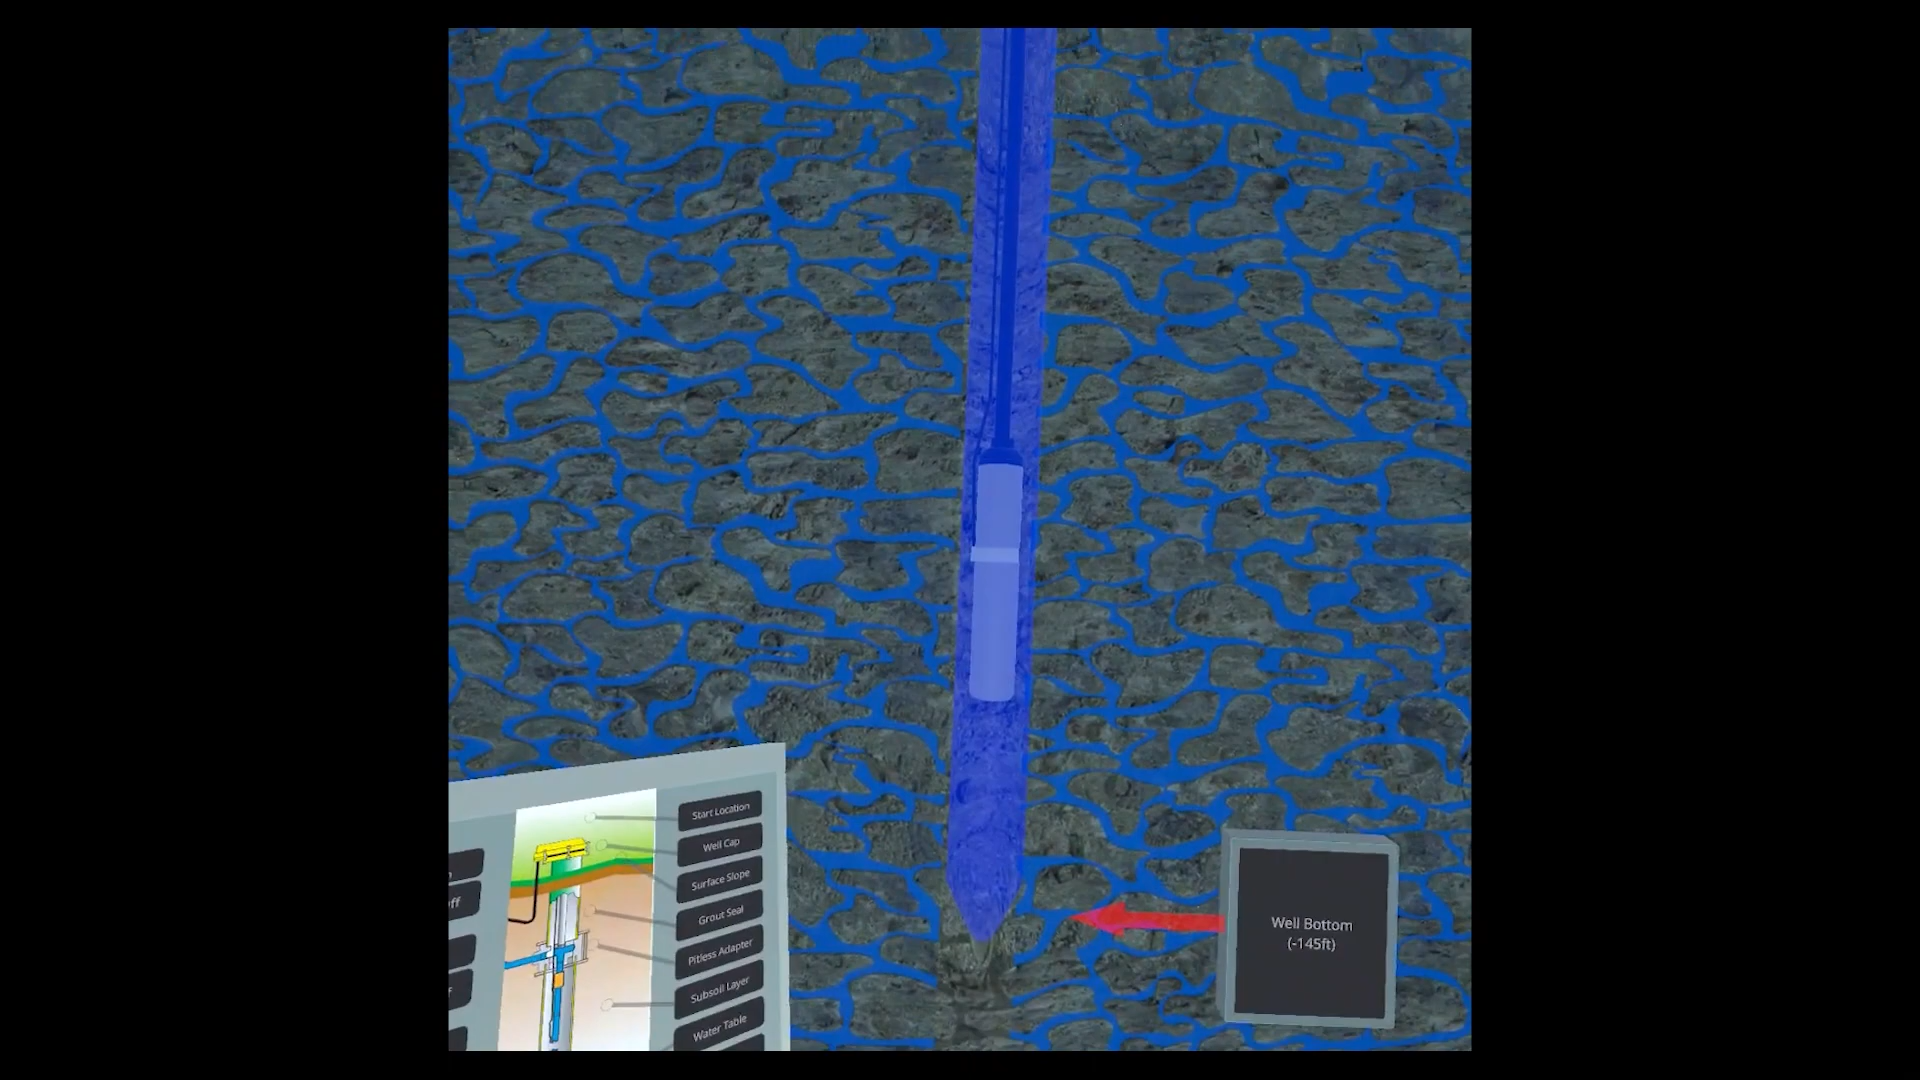 Start Location
Well Cap
Surface Slope
Grout Seal
Pitless Adapter
Subsoil Layer
Water Table
Well Bottom
(-145ft)